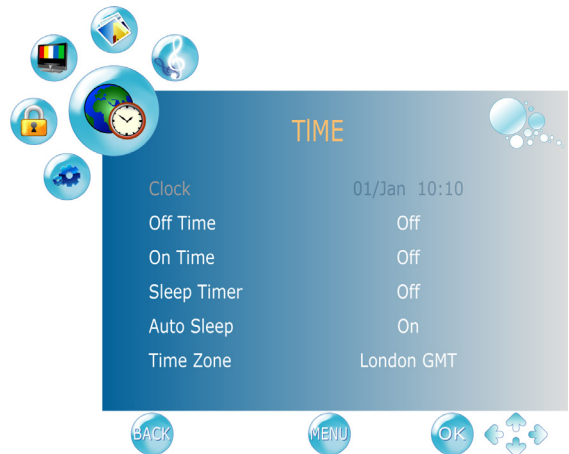 TIME
Clock 01/Jan 10:10
Off Time Off
On Time Off
Sleep Timer Off
Auto Sleep On
Time Zone London GMT
BACK MENU OK